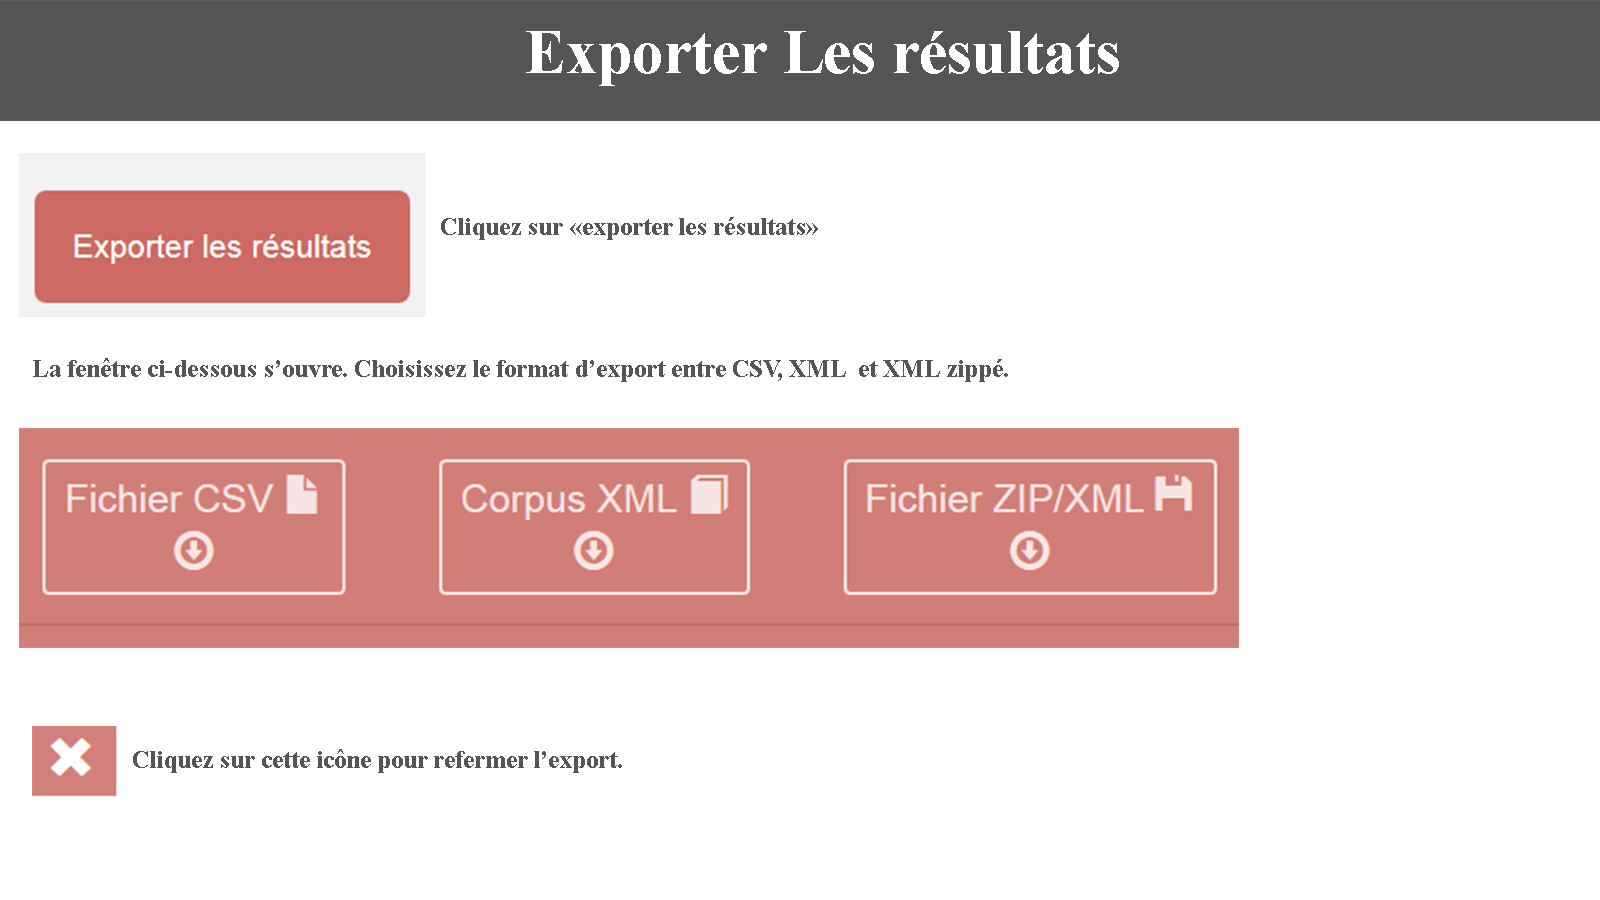 Exporter Les résultats
Exporter les résultats
Cliquez sur «exporter les résultats»
La fenêtre ci-dessous s’ouvre. Choisissez le format d’export entre CSV, XML  et XML zippé.
Fichier CSV
Corpus XML
Fichier ZIP/XML
Cliquez sur cette icône pour refermer l’export.